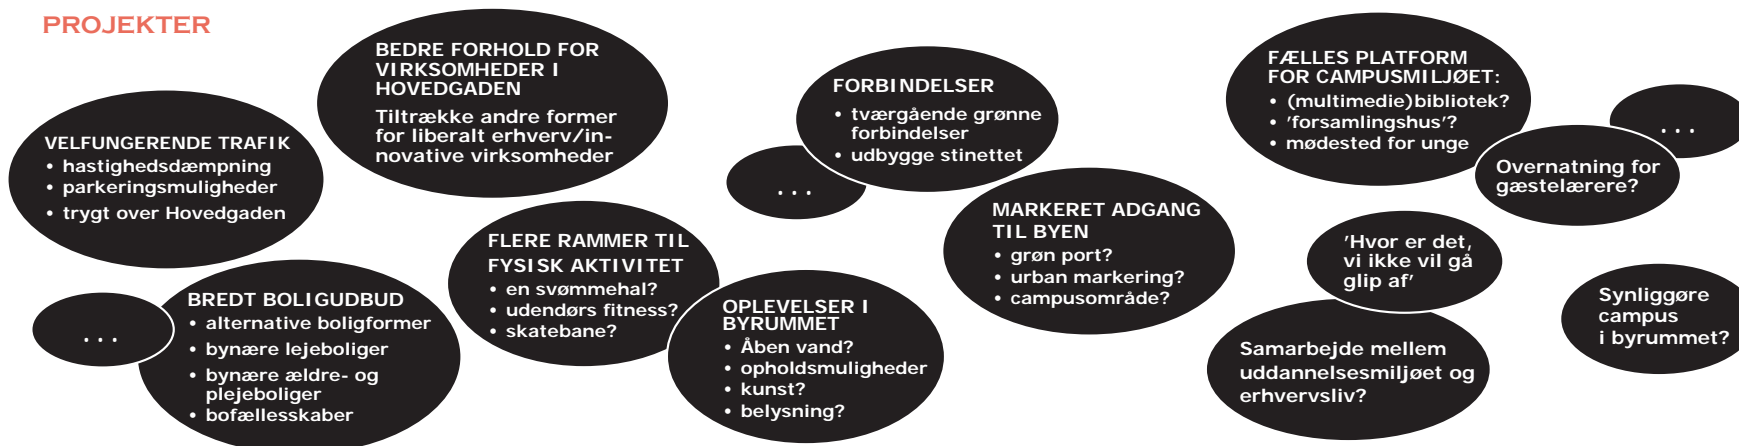 PROJEKTER
VELFUNGERENDE TRAFIK
• hastighedsdæmpning
• parkeringsmuligheder
• trygt over Hovedgaden
BEDRE FORHOLD FOR
VIRKSOMHEDER I
HOVEDGADEN
Tiltrække andre former
for liberalt erhverv/in-
novative virksomheder
FORBINDELSER
• tværgående grønne
forbindelser
• udbygge stinettet
...
FÆLLES PLATFORM
FOR CAMPUSMILJØET:
• (multimedie)bibliotek?
• 'forsamlingshus'?
• mødested for unge
...
Overnatning for
gæstelærere?
...
BREDT BOLIGUDBUD
• alternative boligformer
• bynære lejeboliger
• bynære ældre- og
plejeboliger
• bofællesskaber
FLERE RAMMER TIL
FYSISK AKTIVITET
• en svømmehal?
• udendørs fitness?
• skatebane?
OPLEVELSER I
BYRUMMET
• Åben vand?
• opholdsmuligheder
• kunst?
• belysning?
MARKERET ADGANG
TIL BYEN
• grøn port?
• urban markering?
• campusområde?
'Hvor er det,
vi ikke vil gå
glip af'
Samarbejde mellem
uddannelsesmiljøet og
erhvervsliv?
Synliggøre
campus
i byrummet?